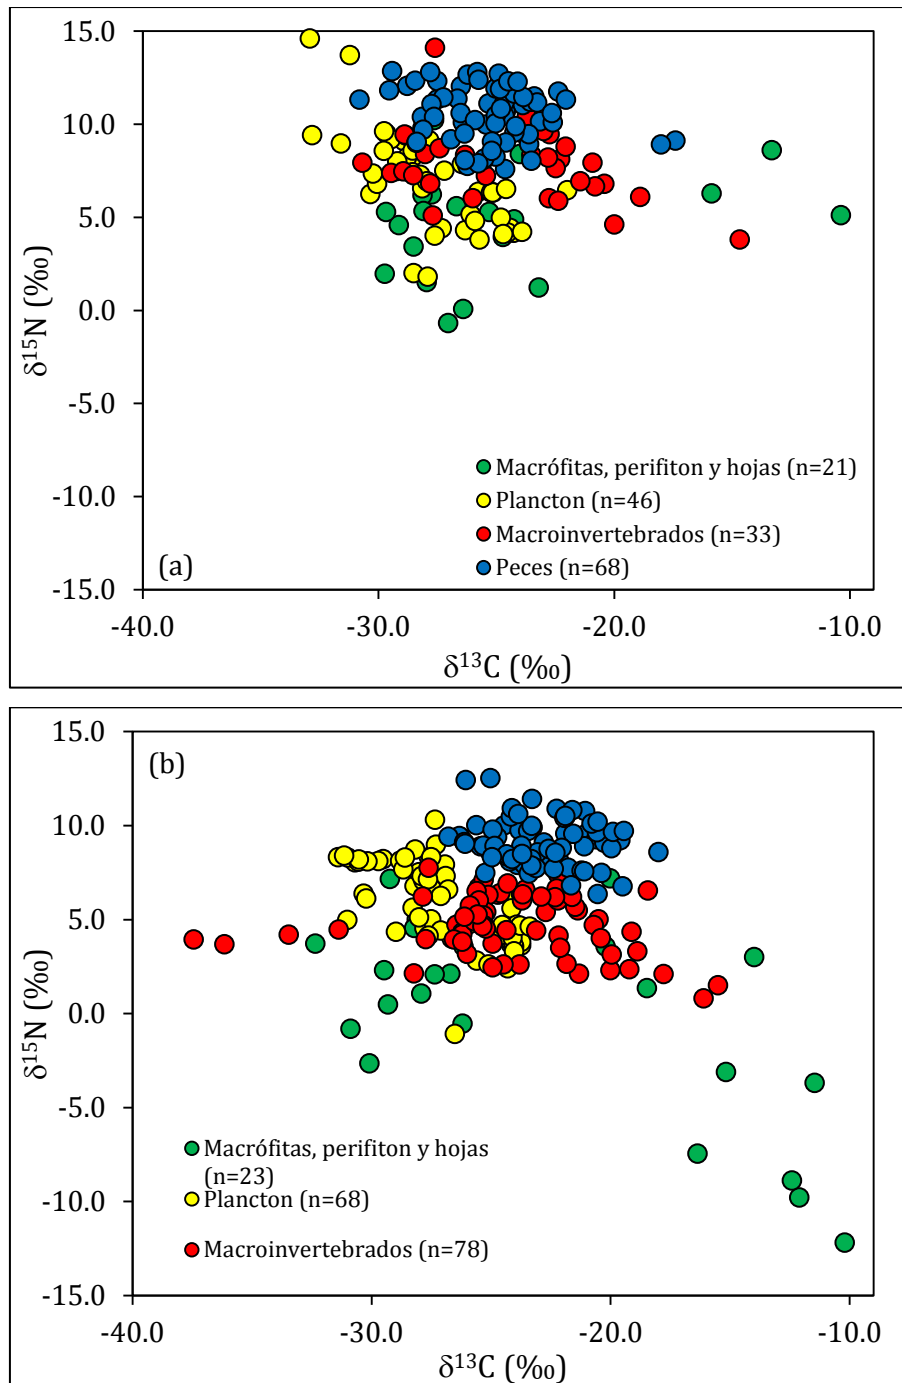 15.0
10.0
5.0
0.0
-5.0
-10.0
-15.0
δ15N (‰)
Macrófitas, perifiton y hojas (n=21)
Plancton (n=46)
Macroinvertebrados (n=33)
Peces (n=68)
(a)
-40.0 -30.0 -20.0 -10.0
δ13C (‰)
15.0
10.0
5.0
0.0
-5.0
-10.0
-15.0
δ15N (‰)
(b)
Macrófitas, perifiton y hojas
(n=23)
Plancton (n=68)
Macroinvertebrados (n=78)
-40.0 -30.0 -20.0 -10.0
δ13C (‰)